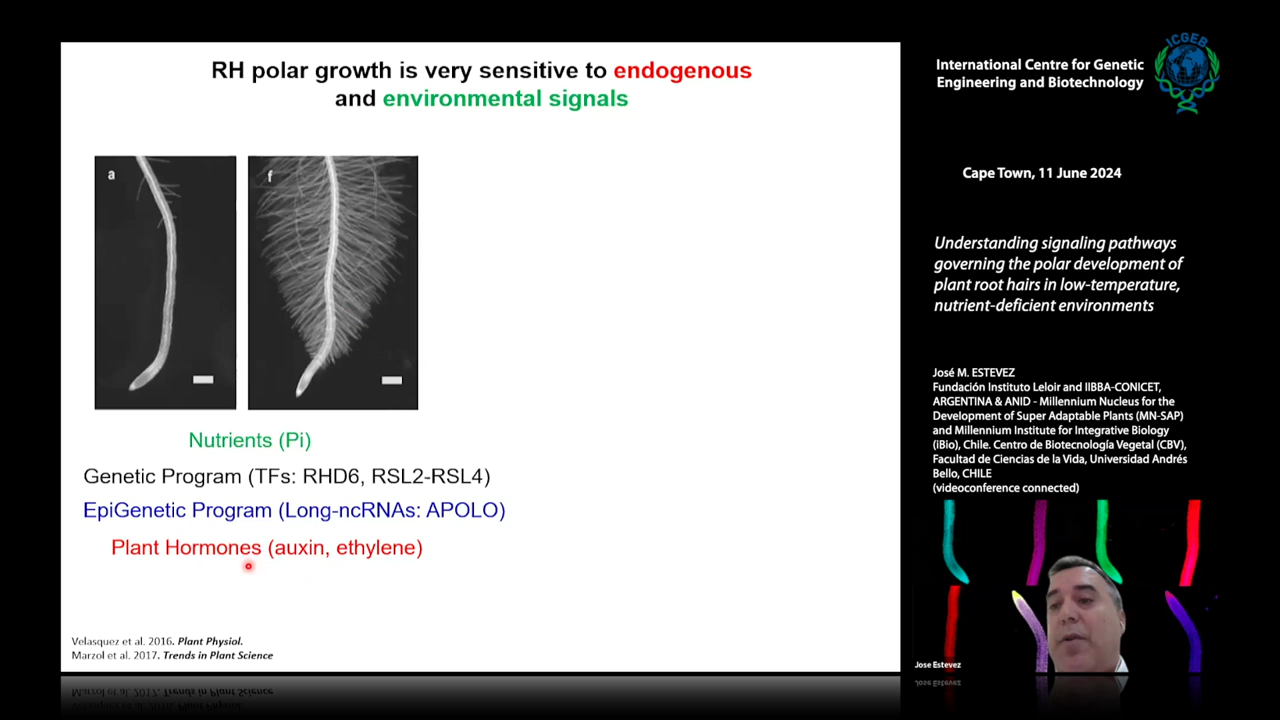 RH polar growth is very sensitive to endogenous
and environmental signals
a
f
Nutrients (Pi)
Genetic Program (TFs: RHD6, RSL2-RSL4)
EpiGenetic Program (Long-ncRNAs: APOLO)
Plant Hormones (auxin, ethylene)
Velasquez et al. 2016. Plant Physiol.
Marzol et al. 2017. Trends in Plant Science
International Centre for Genetic
Engineering and Biotechnology
ICGEB
Cape Town, 11 June 2024
Understanding signaling pathways
governing the polar development of
plant root hairs in low-temperature,
nutrient-deficient environments
José M. ESTEVEZ
Fundación Instituto Leloir and IIBBA-CONICET,
ARGENTINA & ANID - Millennium Nucleus for the
Development of Super Adaptable Plants (MN-SAP)
and Millennium Institute for Integrative Biology
(iBio), Chile. Centro de Biotecnología Vegetal (CBV),
Facultad de Ciencias de la Vida, Universidad Andrés
Bello, CHILE
(videoconference connected)
Jose Estevez